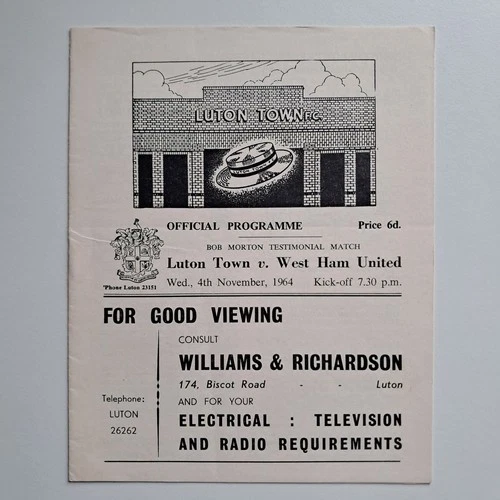 LUTON TOWN F.C.
OFFICIAL PROGRAMME Price 6d.
BOB MORTON TESTIMONIAL MATCH
Luton Town v. West Ham United
Wed., 4th November, 1964 Kick-off 7.30 p.m.
'Phone Luton 23151
FOR GOOD VIEWING
CONSULT
WILLIAMS & RICHARDSON
174, Biscot Road - - Luton
AND FOR YOUR
ELECTRICAL : TELEVISION
AND RADIO REQUIREMENTS
Telephone:
LUTON
26262